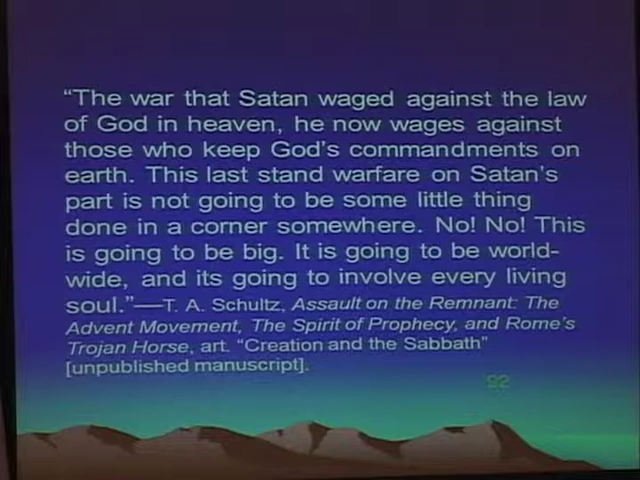 “The war that Satan waged against the law
of God in heaven, he now wages against
those who keep God’s commandments on
earth. This last stand warfare on Satan’s
part is not going to be some little thing
done in a corner somewhere. No! No! This
is going to be big. It is going to be world-
wide, and its going to involve every living
soul.”—T. A. Schultz, Assault on the Remnant: The
Advent Movement, The Spirit of Prophecy, and Rome’s
Trojan Horse, art. “Creation and the Sabbath”
[unpublished manuscript].
92